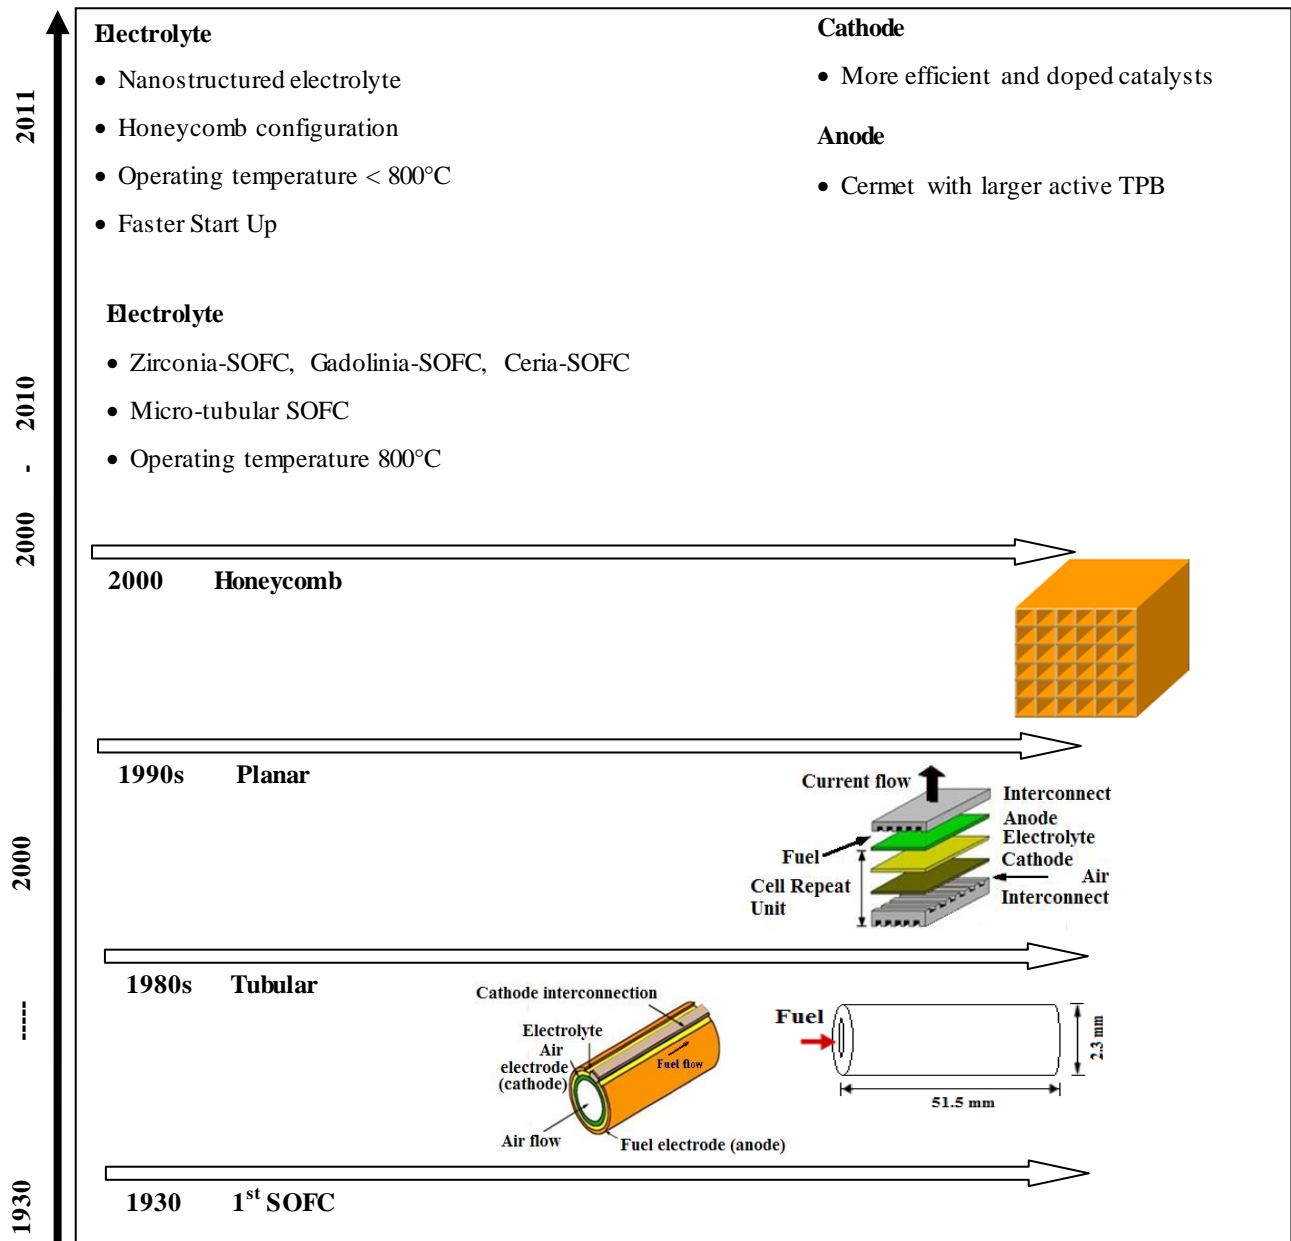 Electrolyte
• Nanostructured electrolyte
• Honeycomb configuration
• Operating temperature < 800°C
• Faster Start Up
Cathode
• More efficient and doped catalysts
Anode
• Cermet with larger active TPB
2011
Electrolyte
• Zirconia-SOFC, Gadolinia-SOFC, Ceria-SOFC
• Micro-tubular SOFC
• Operating temperature 800°C
2000 - 2010
2000 Honeycomb
1990s Planar
Current flow
Interconnect
Anode
Electrolyte
Fuel
Cathode
Cell Repeat
Unit
Air
Interconnect
2000
1980s Tubular
Cathode interconnection
Electrolyte
Air
electrode
(cathode)
Fuel flow
Air flow
Fuel electrode (anode)
Fuel
2.3 mm
51.5 mm
-----
1930 1st SOFC
1930